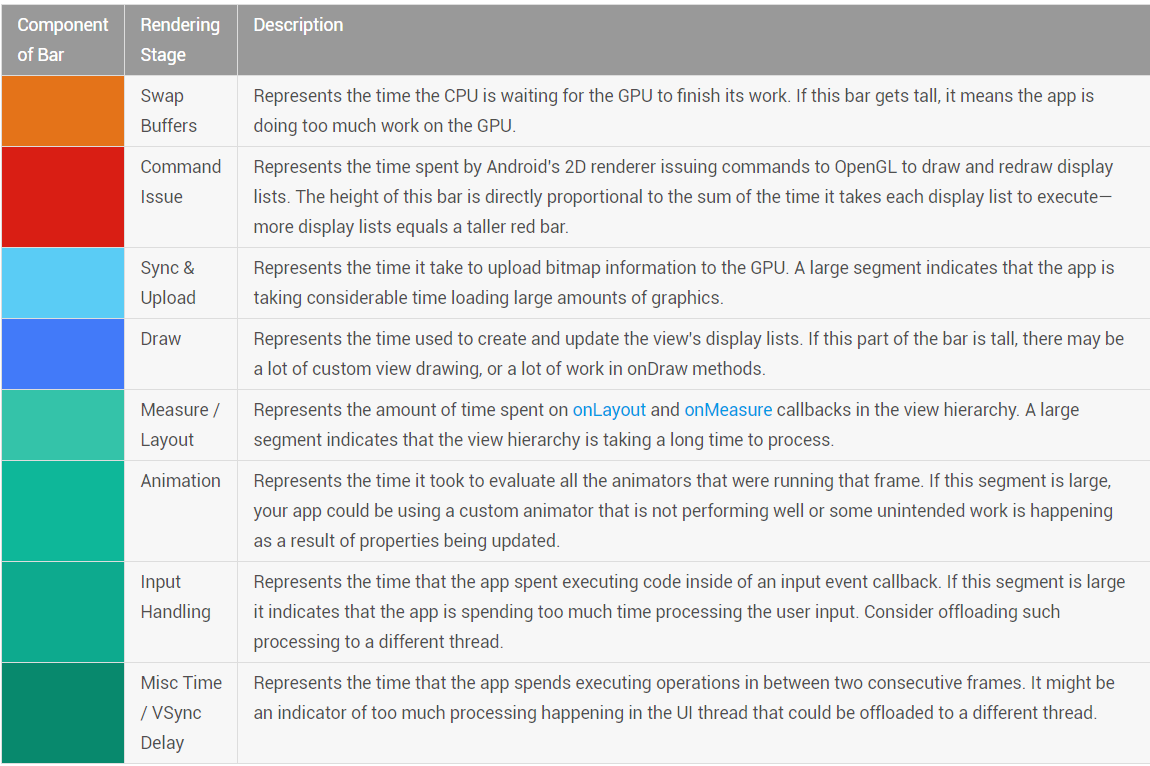 Component of Bar
Rendering Stage
Description
Swap Buffers
Represents the time the CPU is waiting for the GPU to finish its work. If this bar gets tall, it means the app is
doing too much work on the GPU.
Command Issue
Represents the time spent by Android's 2D renderer issuing commands to OpenGL to draw and redraw display
lists. The height of this bar is directly proportional to the sum of the time it takes each display list to execute—
more display lists equals a taller red bar.
Sync & Upload
Represents the time it take to upload bitmap information to the GPU. A large segment indicates that the app is
taking considerable time loading large amounts of graphics.
Draw
Represents the time used to create and update the view's display lists. If this part of the bar is tall, there may be
a lot of custom view drawing, or a lot of work in onDraw methods.
Measure / Layout
Represents the amount of time spent on onLayout and onMeasure callbacks in the view hierarchy. A large
segment indicates that the view hierarchy is taking a long time to process.
Animation
Represents the time it took to evaluate all the animators that were running that frame. If this segment is large,
your app could be using a custom animator that is not performing well or some unintended work is happening
as a result of properties being updated.
Input Handling
Represents the time that the app spent executing code inside of an input event callback. If this segment is large
it indicates that the app is spending too much time processing the user input. Consider offloading such
processing to a different thread.
Misc Time / VSync Delay
Represents the time that the app spends executing operations in between two consecutive frames. It might be
an indicator of too much processing happening in the UI thread that could be offloaded to a different thread.